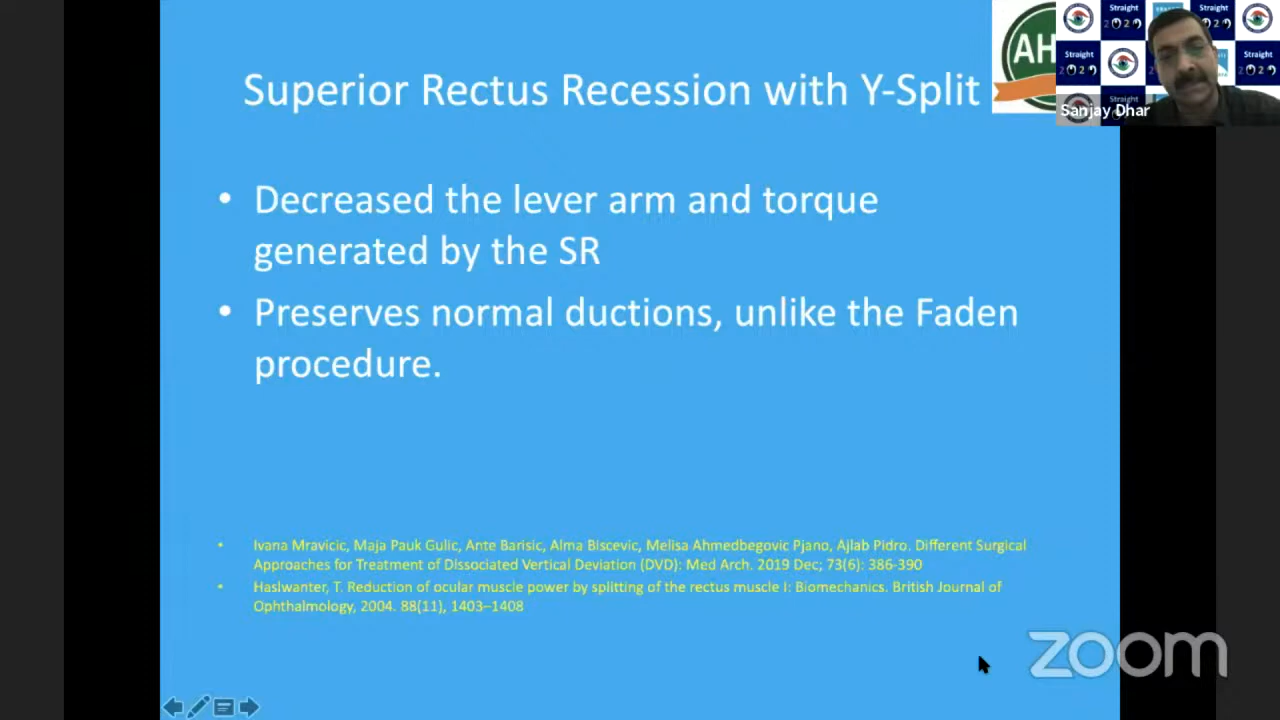 Superior Rectus Recession with Y-Split
AH
Straight
Straight
Straight
Straight
Straight
Sanjay Dhar
• Decreased the lever arm and torque
generated by the SR
• Preserves normal ductions, unlike the Faden
procedure.
• Ivana Mravicic, Maja Pauk Gulic, Ante Barisic, Alma Biscevic, Melisa Ahmedbegovic Pjano, Ajlab Pidro. Different Surgical
Approaches for Treatment of Dissociated Vertical Deviation (DVD): Med Arch. 2019 Dec; 73(6): 386-390
• Haslwanter, T. Reduction of ocular muscle power by splitting of the rectus muscle I: Biomechanics. British Journal of
Ophthalmology, 2004. 88(11), 1403–1408
zoom